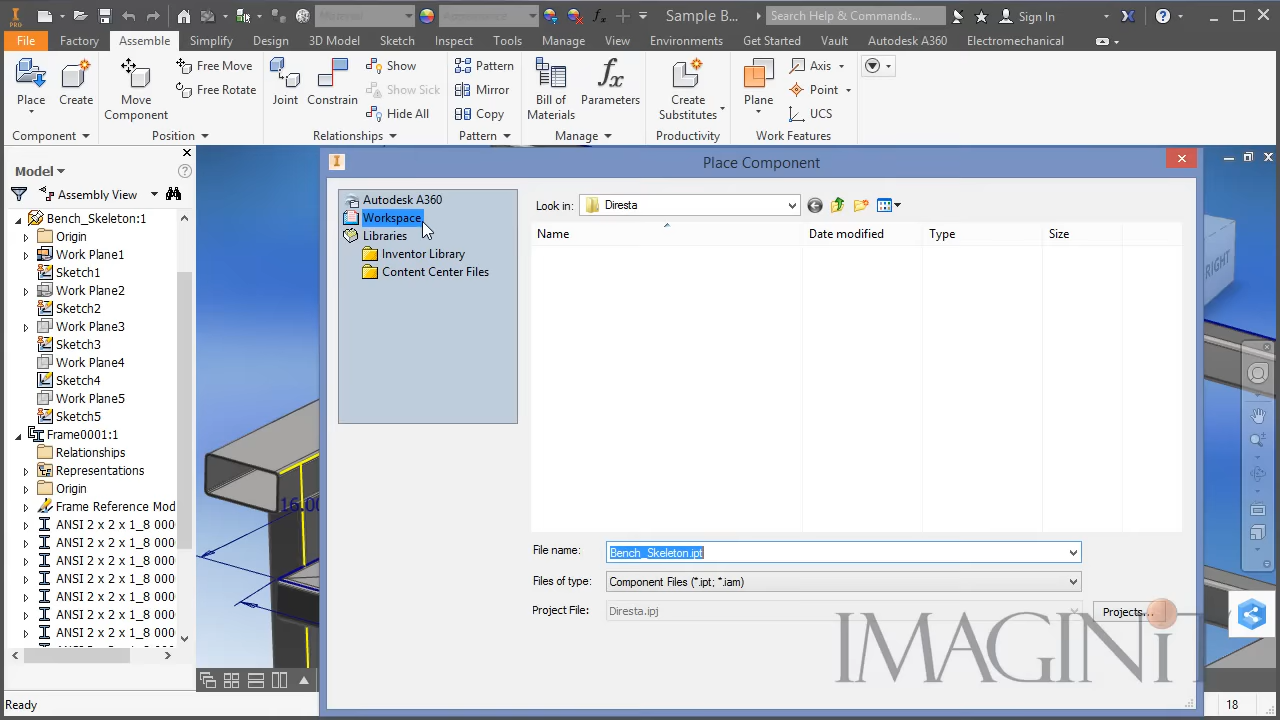 I
PRO
Material
Appearance
Sample B...
Search Help & Commands...
Sign In
File
Factory
Assemble
Simplify
Design
3D Model
Sketch
Inspect
Tools
Manage
View
Environments
Get Started
Vault
Autodesk A360
Electromechanical
Place
Create
Move
Component
Free Move
Free Rotate
Joint
Constrain
Show
Show Sick
Hide All
Pattern
Mirror
Copy
Bill of
Materials
Parameters
Create
Substitutes
Plane
Axis
Point
UCS
Component
Position
Relationships
Pattern
Manage
Productivity
Work Features
Model
Assembly View
Bench_Skeleton:1
Origin
Work Plane1
Sketch1
Work Plane2
Sketch2
Work Plane3
Sketch3
Work Plane4
Sketch4
Work Plane5
Sketch5
Frame0001:1
Relationships
Representations
Origin
Frame Reference Mod
ANSI 2 x 2 x 1_8 000
ANSI 2 x 2 x 1_8 000
ANSI 2 x 2 x 1_8 000
ANSI 2 x 2 x 1_8 000
ANSI 2 x 2 x 1_8 000
ANSI 2 x 2 x 1_8 000
ANSI 2 x 2 x 1_8 000
Place Component
Autodesk A360
Workspace
Libraries
Inventor Library
Content Center Files
Look in:
Diresta
Name
Date modified
Type
Size
File name:
Bench_Skeleton.ipt
Files of type:
Component Files (*.ipt; *.iam)
Project File:
Diresta.ipj
Projects...
RIGHT
IMAGINiT
Ready
18